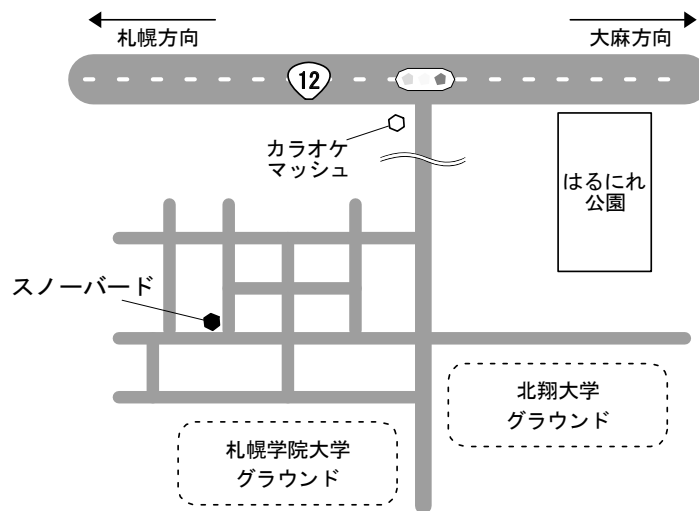 札幌方向
大麻方向
12
カラオケ
マッシュ
はるにれ
公園
スノーバード
北翔大学
グラウンド
札幌学院大学
グラウンド